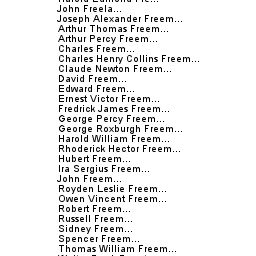 John Freela...
Joseph Alexander Freem...
Arthur Thomas Freem...
Arthur Percy Freem...
Charles Freem...
Charles Henry Collins Freem...
Claude Newton Freem...
David Freem...
Edward Freem...
Ernest Victor Freem...
Fredrick James Freem...
George Percy Freem...
George Roxburgh Freem...
Harold William Freem...
Rhoderick Hector Freem...
Hubert Freem...
Ira Sergius Freem...
John Freem...
Royden Leslie Freem...
Owen Vincent Freem...
Robert Freem...
Russell Freem...
Sidney Freem...
Spencer Freem...
Thomas William Freem...